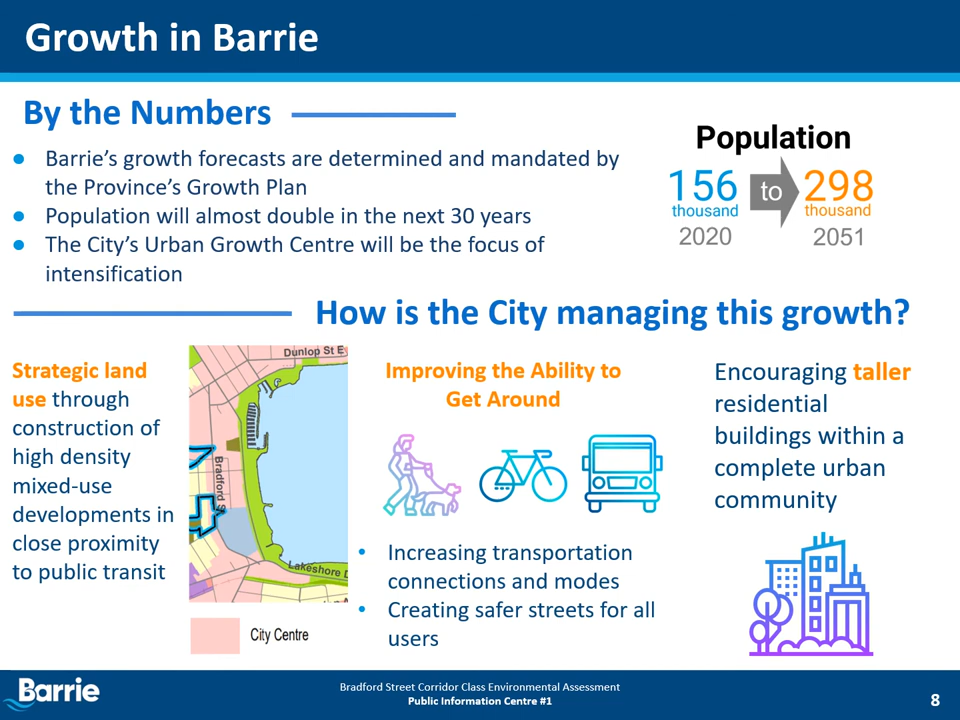 Growth in Barrie
By the Numbers
● Barrie's growth forecasts are determined and mandated by
the Province's Growth Plan
● Population will almost double in the next 30 years
● The City's Urban Growth Centre will be the focus of
intensification
Population
156 to 298
thousand thousand
2020 2051
How is the City managing this growth?
Strategic land
use through
construction of
high density
mixed-use
developments in
close proximity
to public transit
Dunlop St E
Bradford S
Lakeshore D
City Centre
Improving the Ability to
Get Around
• Increasing transportation
connections and modes
• Creating safer streets for all
users
Encouraging taller
residential
buildings within a
complete urban
community
Barrie
Bradford Street Corridor Class Environmental Assessment
Public Information Centre #1
8